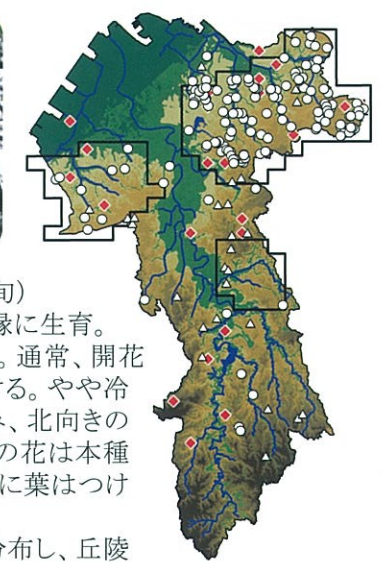 旬）
縁に生育。
。通常、開花
する。やや冷
、北向きの
の花は本種
に葉はつけ
分布し、丘陵